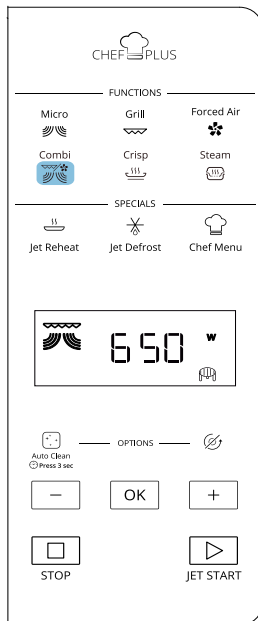 CHEF PLUS
FUNCTIONS
Micro Grill Forced Air
Combi Crisp Steam
SPECIALS
Jet Reheat Jet Defrost Chef Menu
650 W
Auto Clean OPTIONS
Press 3 sec
− OK +
STOP JET START